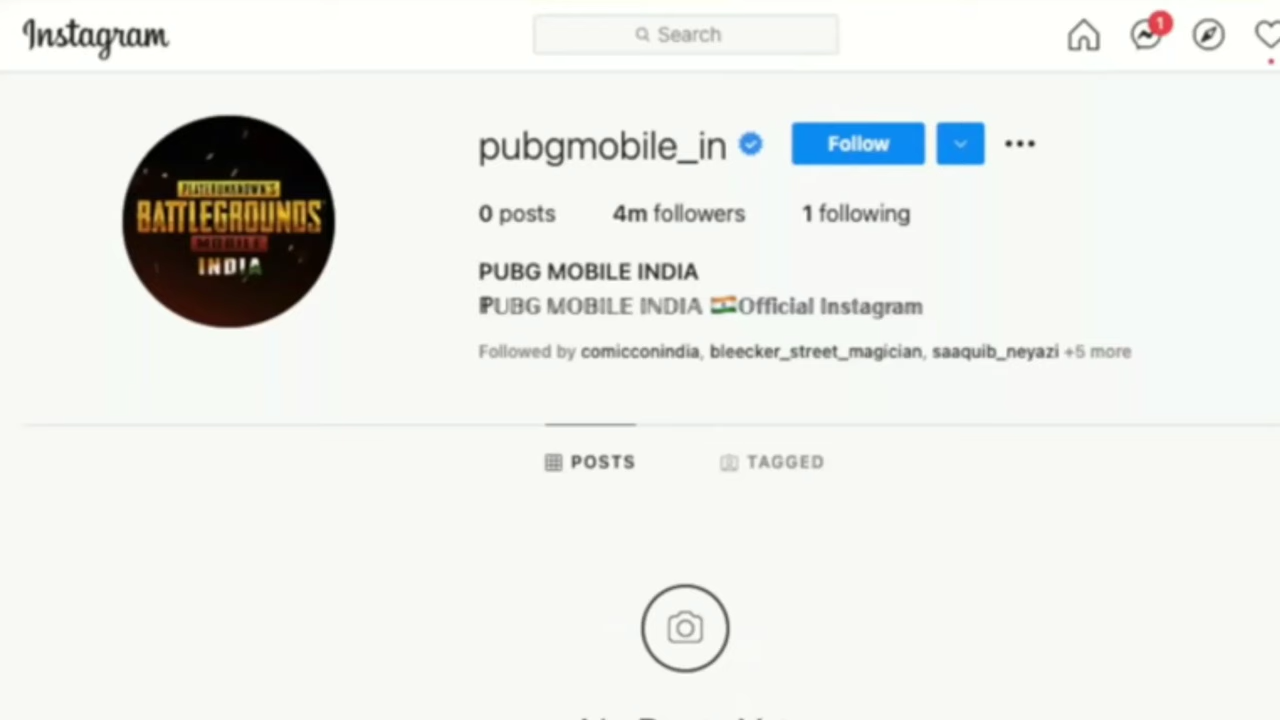 Instagram
Search
1
PLAYERUNKNOWN'S
BATTLEGROUNDS
MOBILE
INDIA
pubgmobile_in
Follow
0 posts 4m followers 1 following
PUBG MOBILE INDIA
PUBG MOBILE INDIA 🇮🇳Official Instagram
Followed by comicconindia, bleecker_street_magician, saaquib_neyazi +5 more
POSTS TAGGED